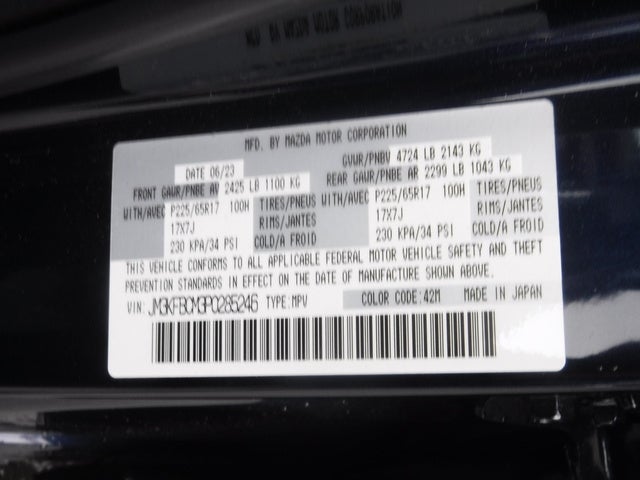 MFD. BY MAZDA MOTOR CORPORATION
DATE 06/23 GVWR/PNBV 4724 LB 2143 KG
FRONT GAWR/PNBE AV 2425 LB 1100 KG REAR GAWR/PNBE AR 2299 LB 1043 KG
WITH/AVEC P225/65R17 100H TIRES/PNEUS WITH/AVEC P225/65R17 100H TIRES/PNEUS
17X7J RIMS/JANTES 17X7J RIMS/JANTES
230 KPA/34 PSI COLD/A FROID 230 KPA/34 PSI COLD/A FROID
THIS VEHICLE CONFORMS TO ALL APPLICABLE FEDERAL MOTOR VEHICLE SAFETY AND THEFT
PREVENTION STANDARDS IN EFFECT ON THE DATE OF MANUFACTURE SHOWN ABOVE.
VIN: JM3KFBCM3P0285246 TYPE:MPV COLOR CODE:42M MADE IN JAPAN